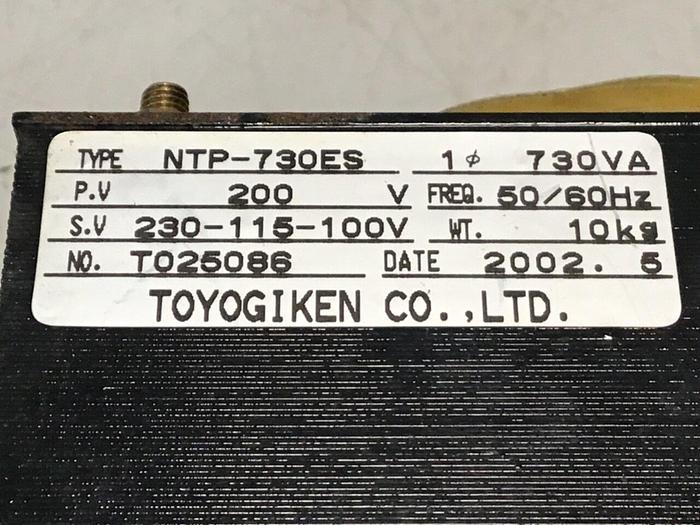 TYPE NTP-730ES 1φ 730VA
P.V 200 V FREQ. 50/60Hz
S.V 230-115-100V WT. 10kg
NO. T025086 DATE 2002. 5
TOYOGIKEN CO.,LTD.